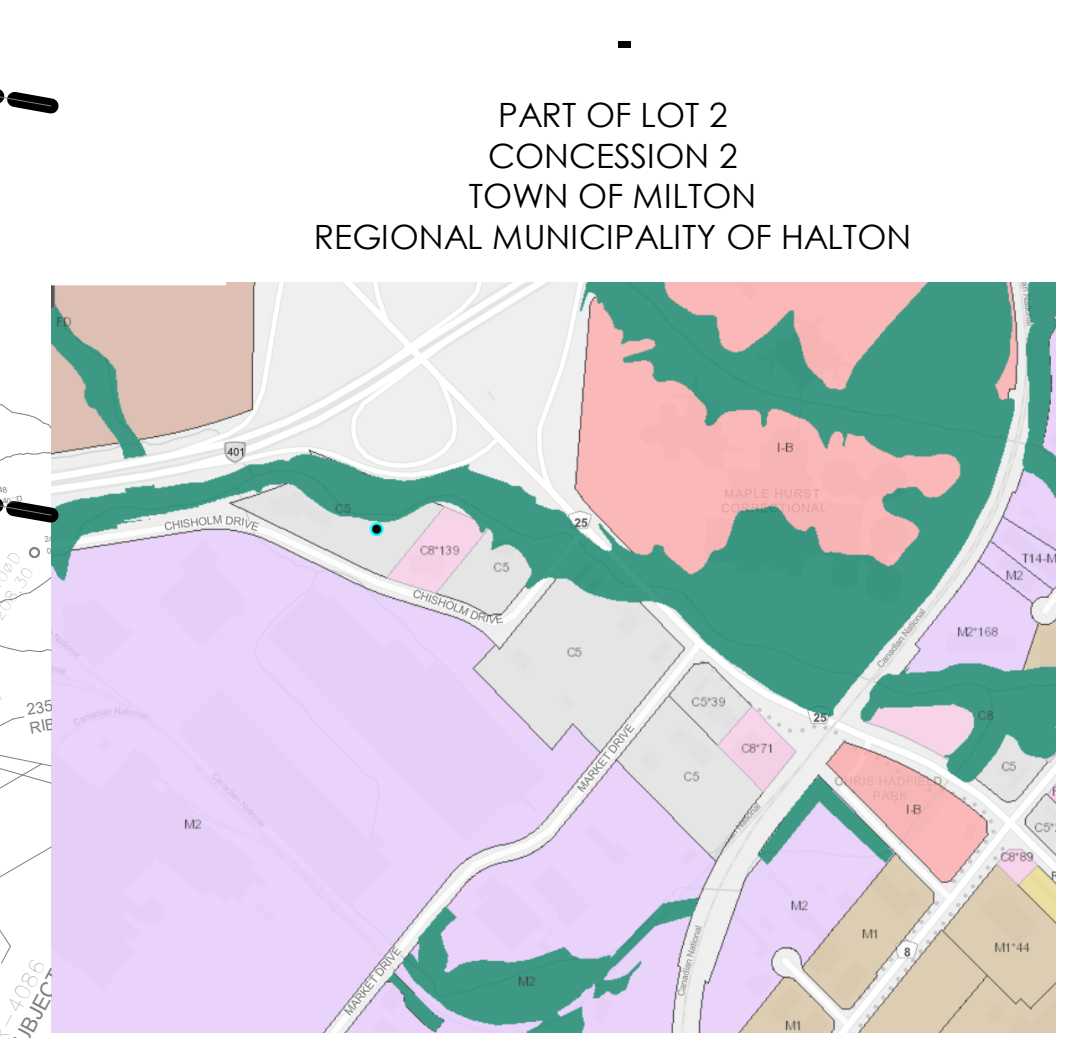 PART OF LOT 2
CONCESSION 2
TOWN OF MILTON
REGIONAL MUNICIPALITY OF HALTON
FD
401
C5
CHISHOLM DRIVE
C8*139
C5
CHISHOLM DRIVE
25
I-B
MAPLE HURST
CORRECTIONAL
T14-M
M2
M2*168
Canadian National
C5
C5*39
25
C8*71
C5
C8
C5
CHRIS HADFIELD
PARK
I-B
C8*89
MARKET DRIVE
Canadian National
Canadian National
M2
M2
M1
8
M1*44
M2
MARKET DRIVE
Canadian National
M1
235
RIB